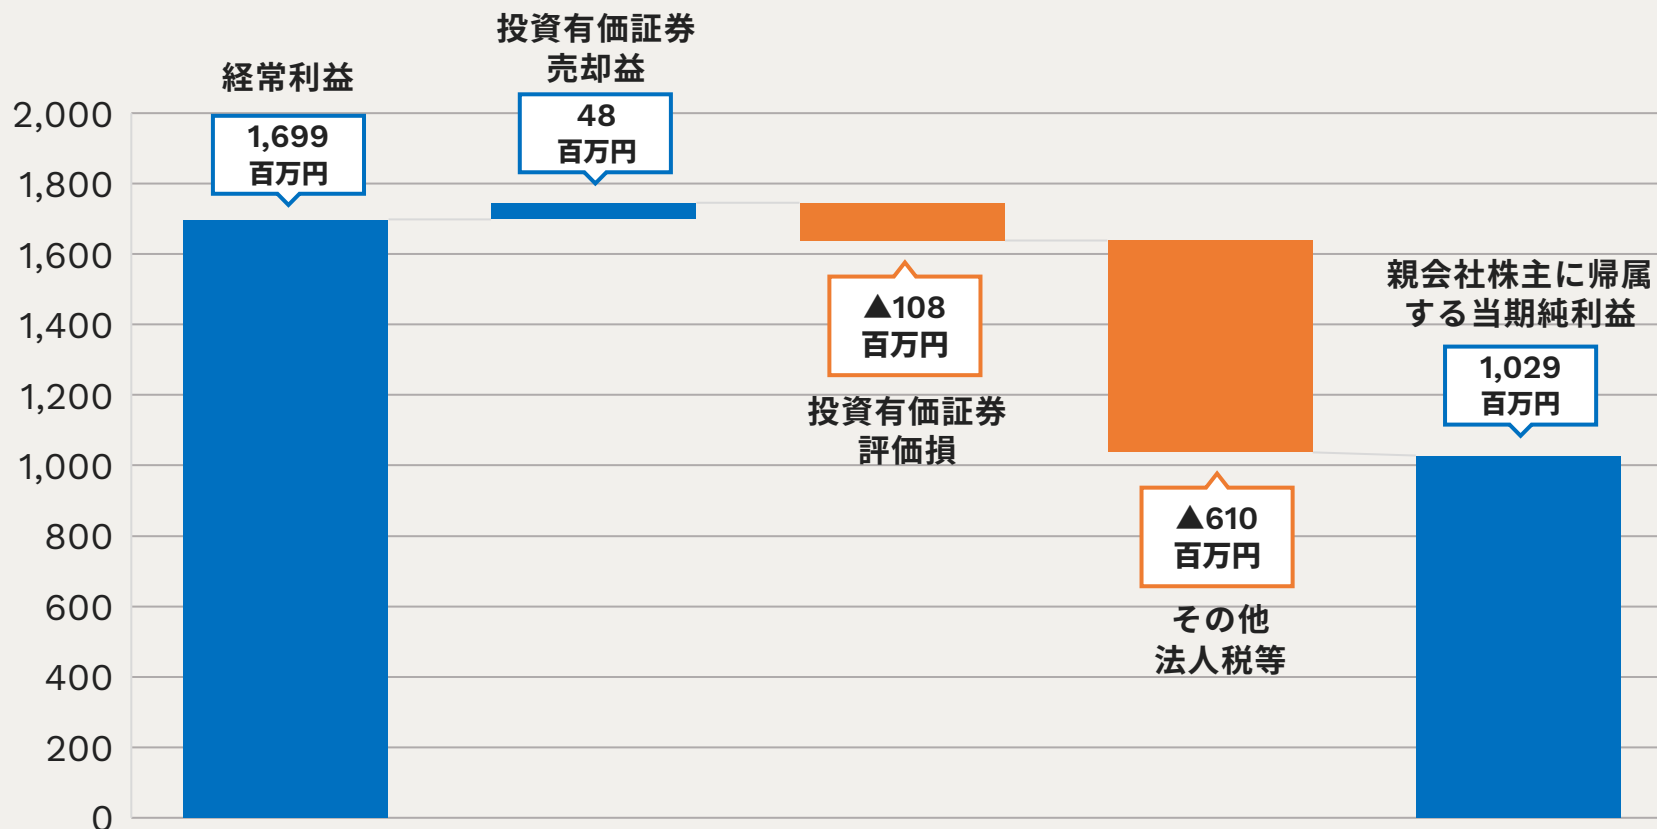 経常利益
1,699
百万円
投資有価証券
売却益
48
百万円
▲108
百万円
投資有価証券
評価損
▲610
百万円
その他
法人税等
親会社株主に帰属
する当期純利益
1,029
百万円
2,000
1,800
1,600
1,400
1,200
1,000
800
600
400
200
0